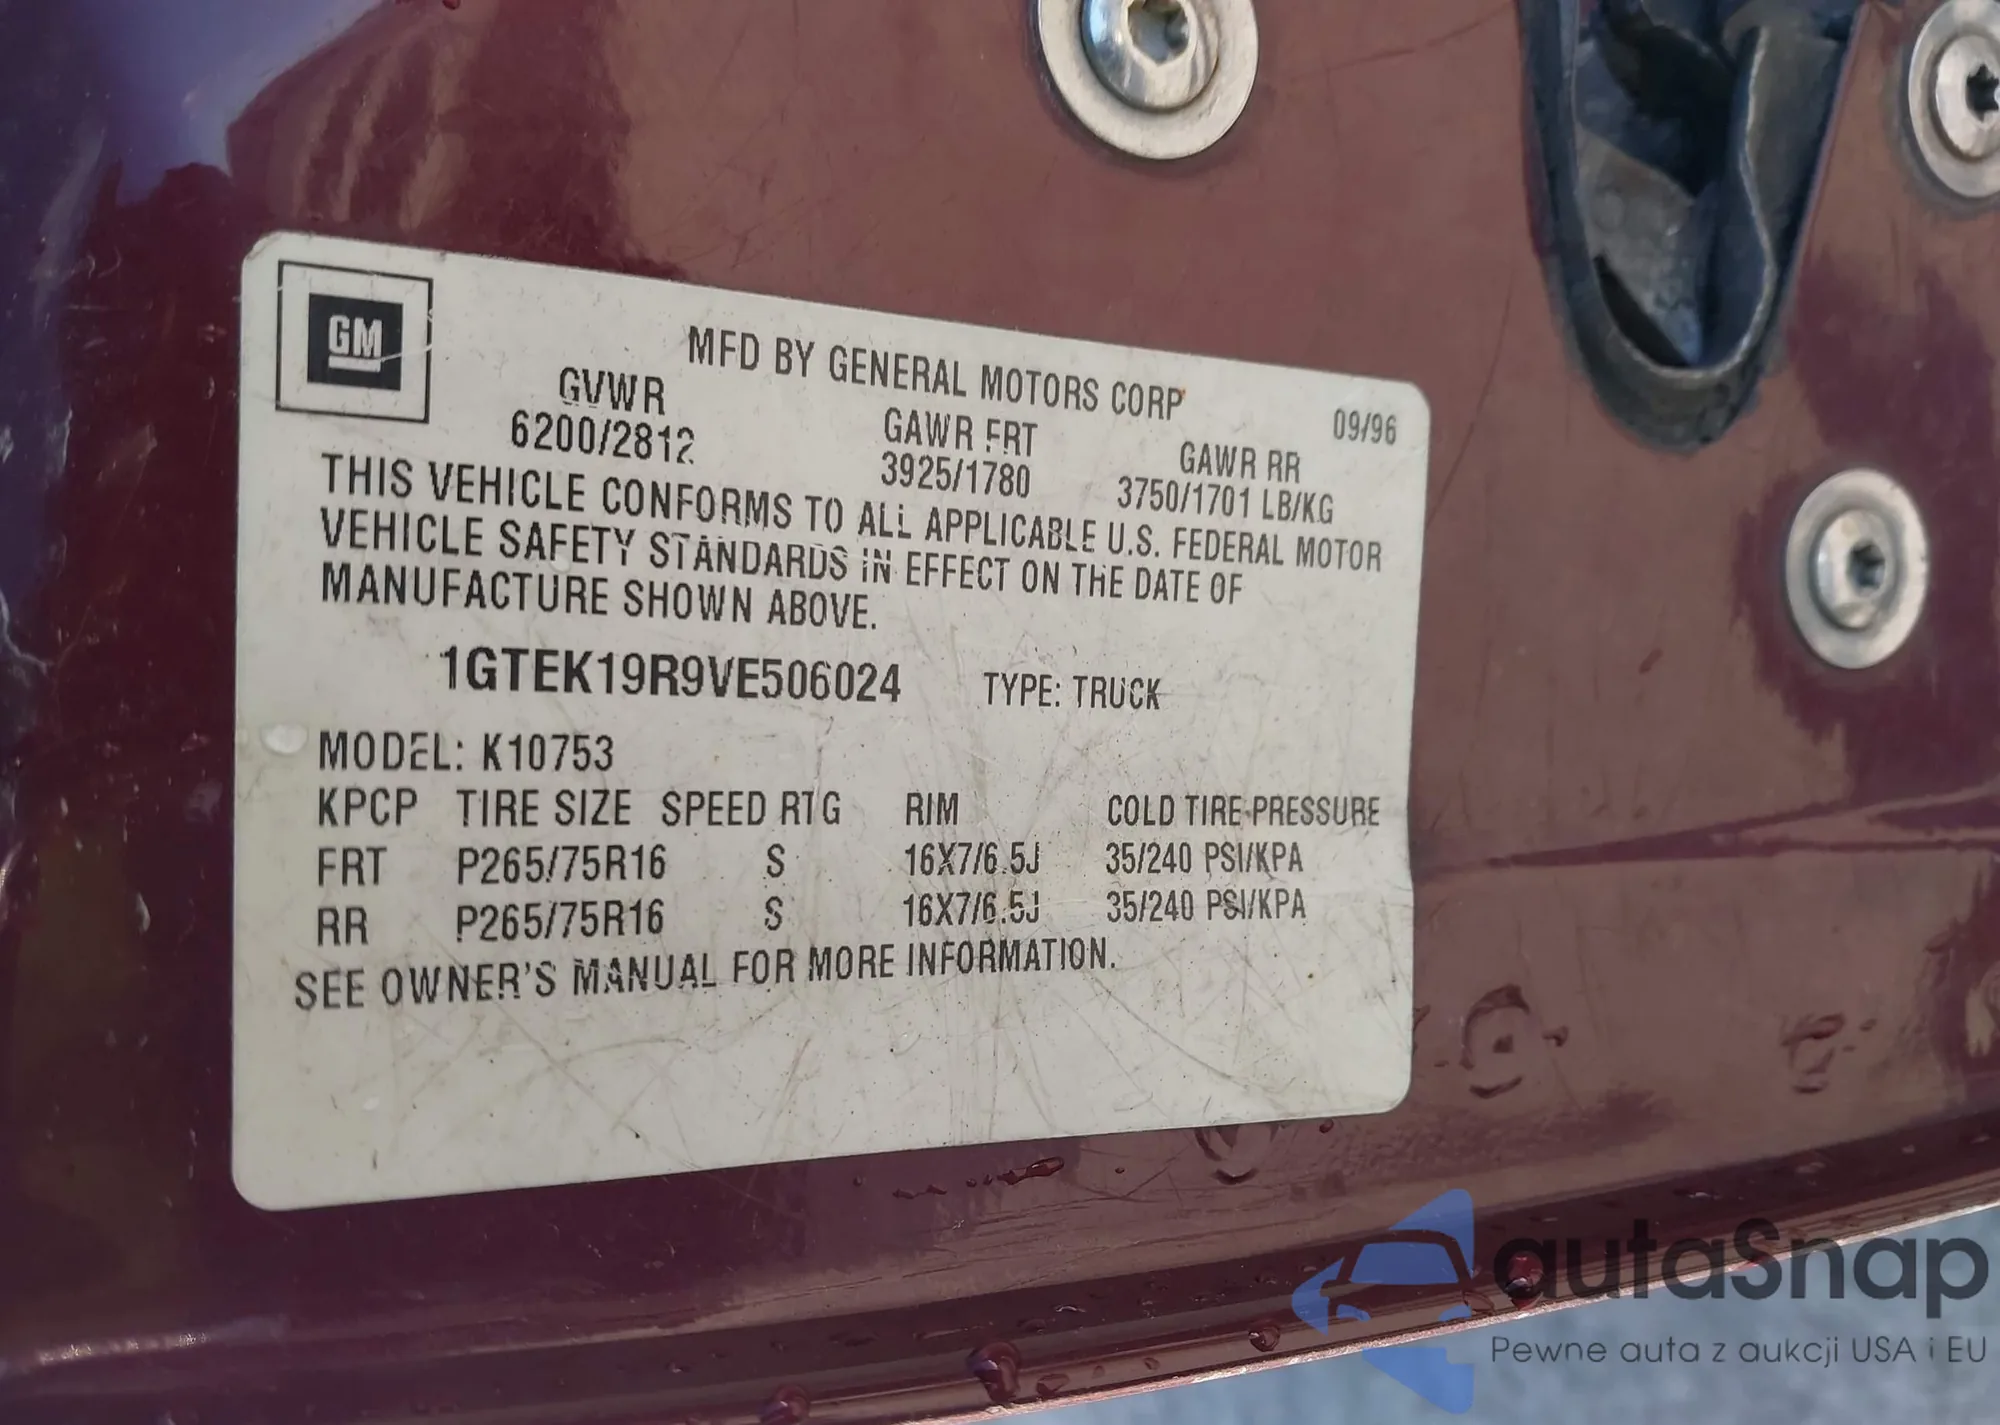 GM
MFD BY GENERAL MOTORS CORP
09/96
GVWR GAWR FRT GAWR RR
6200/2812 3925/1780 3750/1701 LB/KG
THIS VEHICLE CONFORMS TO ALL APPLICABLE U.S. FEDERAL MOTOR
VEHICLE SAFETY STANDARDS IN EFFECT ON THE DATE OF
MANUFACTURE SHOWN ABOVE.
1GTEK19R9VE506024 TYPE: TRUCK
MODEL: K10753
KPCP TIRE SIZE SPEED RTG RIM COLD TIRE PRESSURE
FRT P265/75R16 S 16X7/6.5J 35/240 PSI/KPA
RR P265/75R16 S 16X7/6.5J 35/240 PSI/KPA
SEE OWNER'S MANUAL FOR MORE INFORMATION.
autaSnap
Pewne auta z aukcji USA i EU